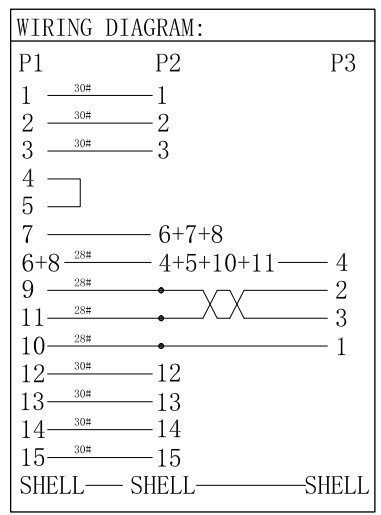 WIRING DIAGRAM:
P1 P2 P3
1 30# 1
2 30# 2
3 30# 3
4
5
7 6+7+8
6+8 28# 4+5+10+11 4
9 28# 2
11 28# 3
10 28# 1
12 30# 12
13 30# 13
14 30# 14
15 30# 15
SHELL SHELL SHELL